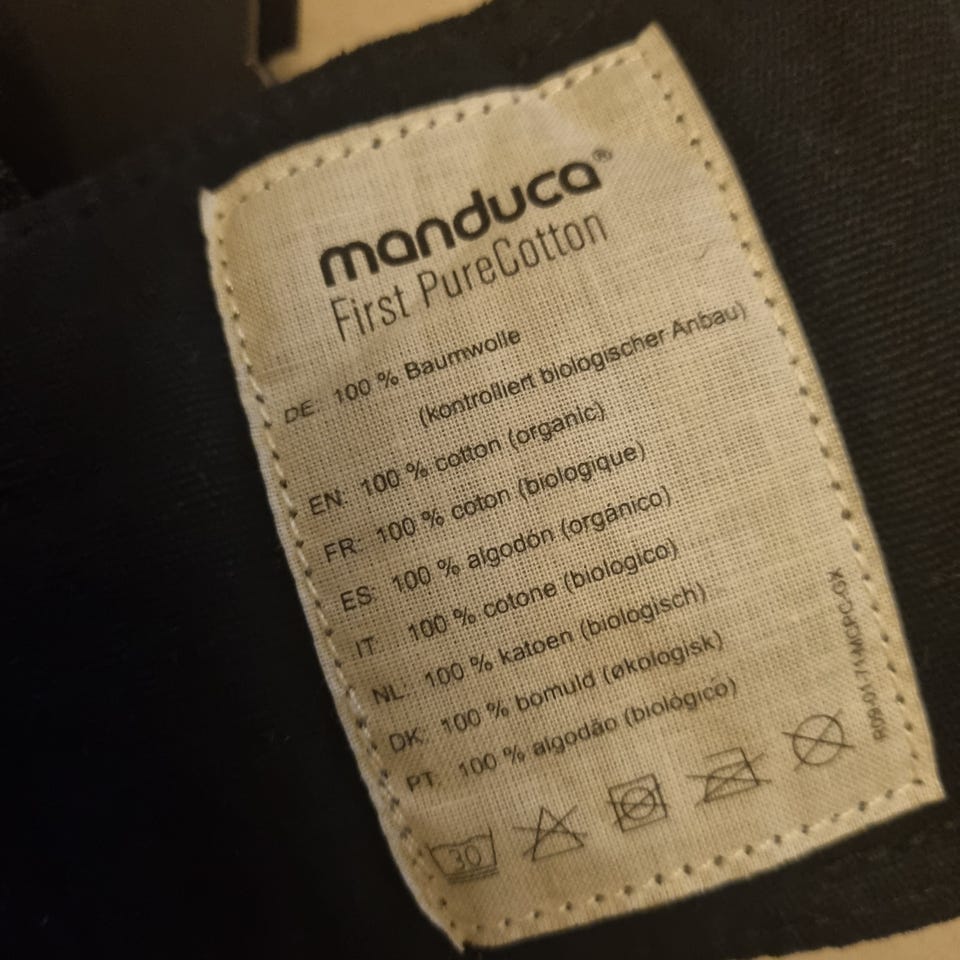 manduca®
First PureCotton
DE: 100 % Baumwolle
(kontrolliert biologischer Anbau)
EN: 100 % cotton (organic)
FR: 100 % coton (biologique)
ES: 100 % algodón (orgánico)
IT: 100 % cotone (biologico)
NL: 100 % katoen (biologisch)
DK: 100 % bomuld (økologisk)
PT: 100 % algodão (biológico)
30